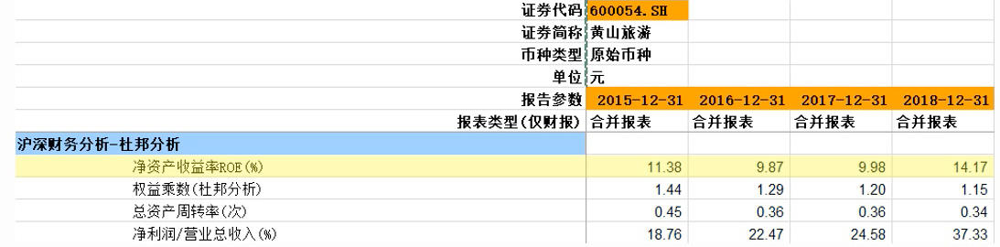 证券代码 600054.SH
证券简称 黄山旅游
币种类型 原始币种
单位 元
报告参数 2015-12-31 2016-12-31 2017-12-31 2018-12-31
报表类型(仅财报) 合并报表 合并报表 合并报表 合并报表
沪深财务分析-杜邦分析
净资产收益率ROE(%) 11.38 9.87 9.98 14.17
权益乘数(杜邦分析) 1.44 1.29 1.20 1.15
总资产周转率(次) 0.45 0.36 0.36 0.34
净利润/营业总收入(%) 18.76 22.47 24.58 37.33